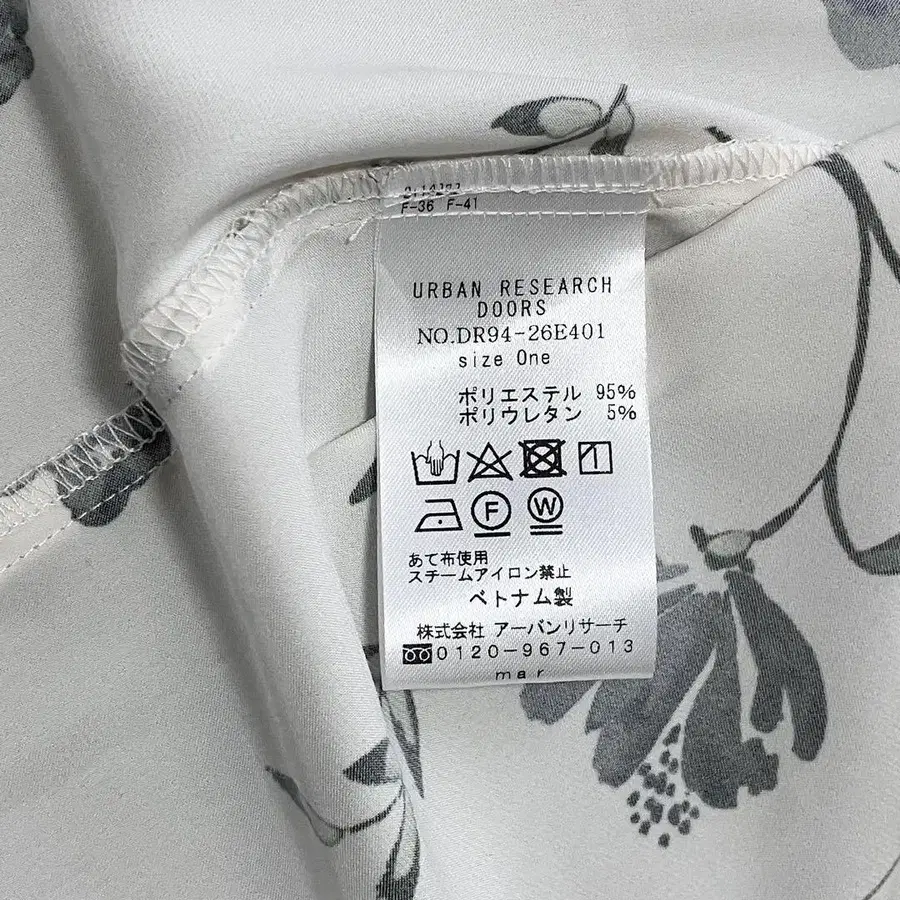 F-36 F-41
URBAN RESEARCH
DOORS
NO.DR94-26E401
size One
ポリエステル 95%
ポリウレタン 5%
F W
あて布使用
スチームアイロン禁止
ベトナム製
株式会社 アーバンリサーチ
0120-967-013
mar